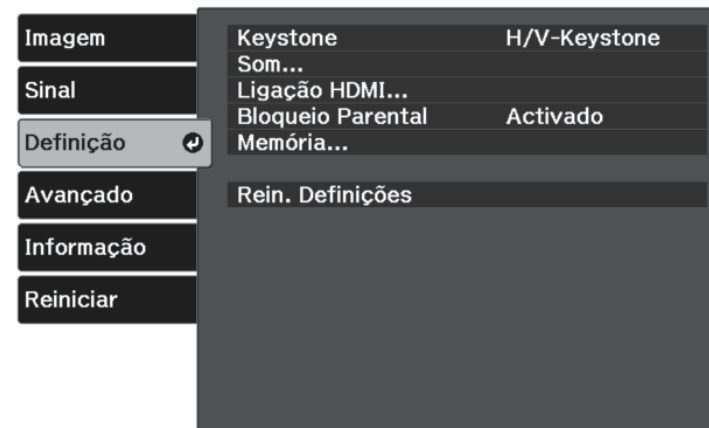 Imagem
Sinal
Definição
Avançado
Informação
Reiniciar
Keystone H/V-Keystone
Som...
Ligação HDMI...
Bloqueio Parental Activado
Memória...
Rein. Definições